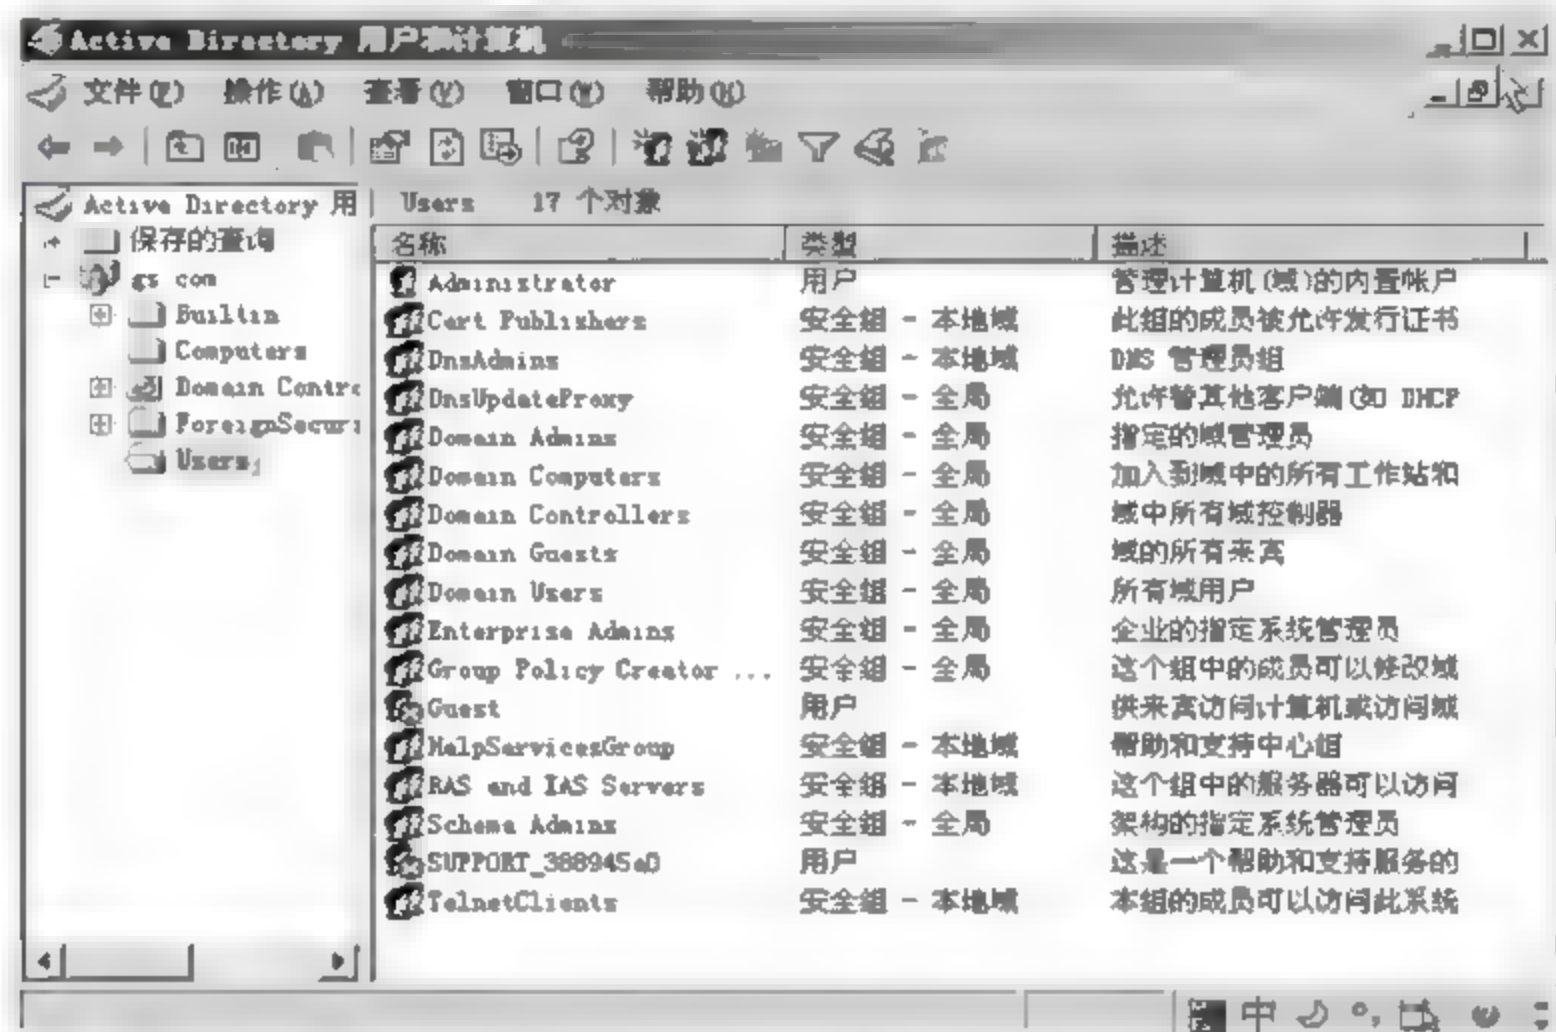 Active Directory 用户和计算机
文件(F) 操作(A) 查看(V) 窗口(W) 帮助(H)
Active Directory 用
保存的查询
gs com
Builtin
Computers
Domain Contro
ForeignSecuri
Users
Users 17 个对象
名称 类型 描述
Administrator 用户 管理计算机(域)的内置帐户
Cert Publishers 安全组 - 本地域 此组的成员被允许发行证书
DnsAdmins 安全组 - 本地域 DNS 管理员组
DnsUpdateProxy 安全组 - 全局 允许替其他客户端(如 DHCP
Domain Admins 安全组 - 全局 指定的域管理员
Domain Computers 安全组 - 全局 加入到域中的所有工作站和
Domain Controllers 安全组 - 全局 域中所有域控制器
Domain Guests 安全组 - 全局 域的所有来宾
Domain Users 安全组 - 全局 所有域用户
Enterprise Admins 安全组 - 全局 企业的指定系统管理员
Group Policy Creator ... 安全组 - 全局 这个组中的成员可以修改域
Guest 用户 供来宾访问计算机或访问域
HelpServicesGroup 安全组 - 本地域 帮助和支持中心组
RAS and IAS Servers 安全组 - 本地域 这个组中的服务器可以访问
Schema Admins 安全组 - 全局 架构的指定系统管理员
SUPPORT_388945a0 用户 这是一个帮助和支持服务的
TelnetClients 安全组 - 本地域 本组的成员可以访问此系统
中